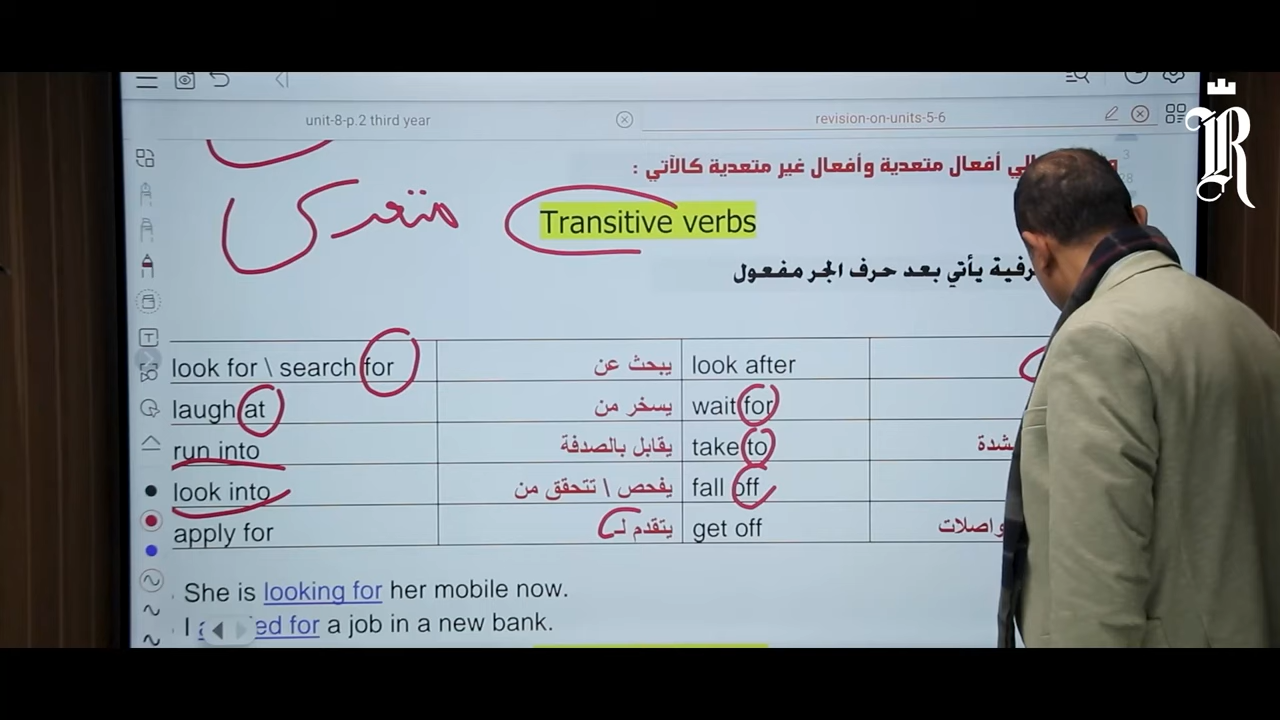 unit-8-p.2 third year
revision-on-units-5-6
أفعال متعدية وأفعال غير متعدية كالآتي :
متعدى Transitive verbs
يأتي بعد حرف الجر مفعول
look for \ search for يبحث عن look after
laugh at يسخر من wait for
run into يقابل بالصدفة take to بشدة
look into يفحص \ تتحقق من fall off
apply for يتقدم لـ get off
She is looking for her mobile now.
I for a job in a new bank.
R